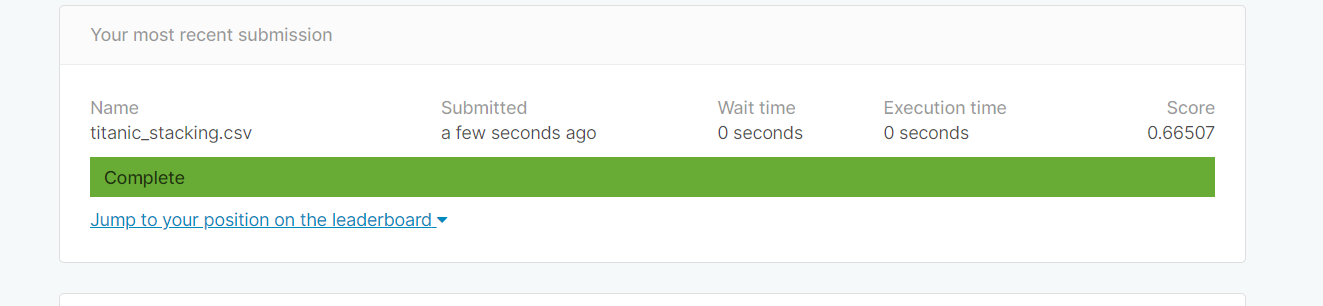 Your most recent submission
Name Submitted Wait time Execution time Score
titanic_stacking.csv a few seconds ago 0 seconds 0 seconds 0.66507
Complete
Jump to your position on the leaderboard